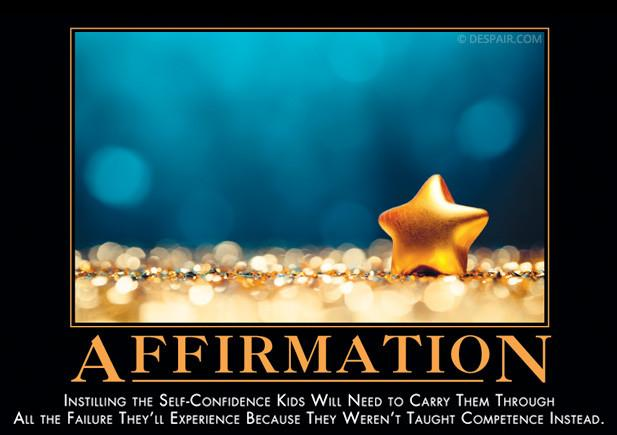 © DESPAIR.COM
AFFIRMATION
INSTILLING THE SELF-CONFIDENCE KIDS WILL NEED TO CARRY THEM THROUGH
ALL THE FAILURE THEY'LL EXPERIENCE BECAUSE THEY WEREN'T TAUGHT COMPETENCE INSTEAD.